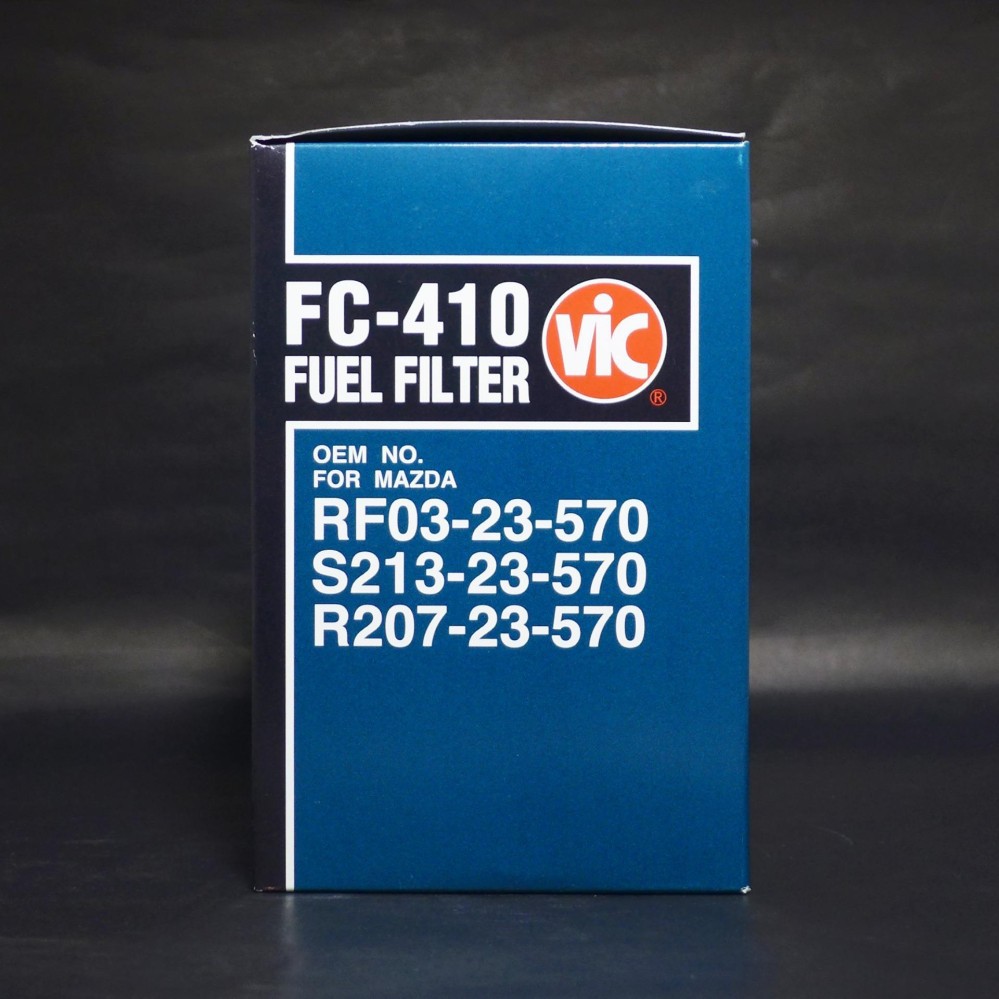 FC-410
FUEL FILTER
ViC
®
OEM NO.
FOR MAZDA
RF03-23-570
S213-23-570
R207-23-570